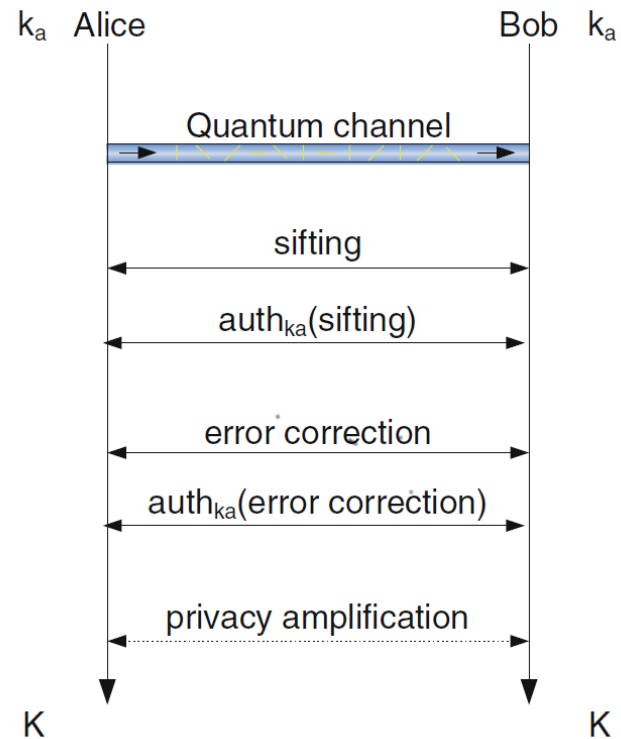 kₐ Alice Bob kₐ
Quantum channel
sifting
authₖₐ(sifting)
error correction
authₖₐ(error correction)
privacy amplification
K K